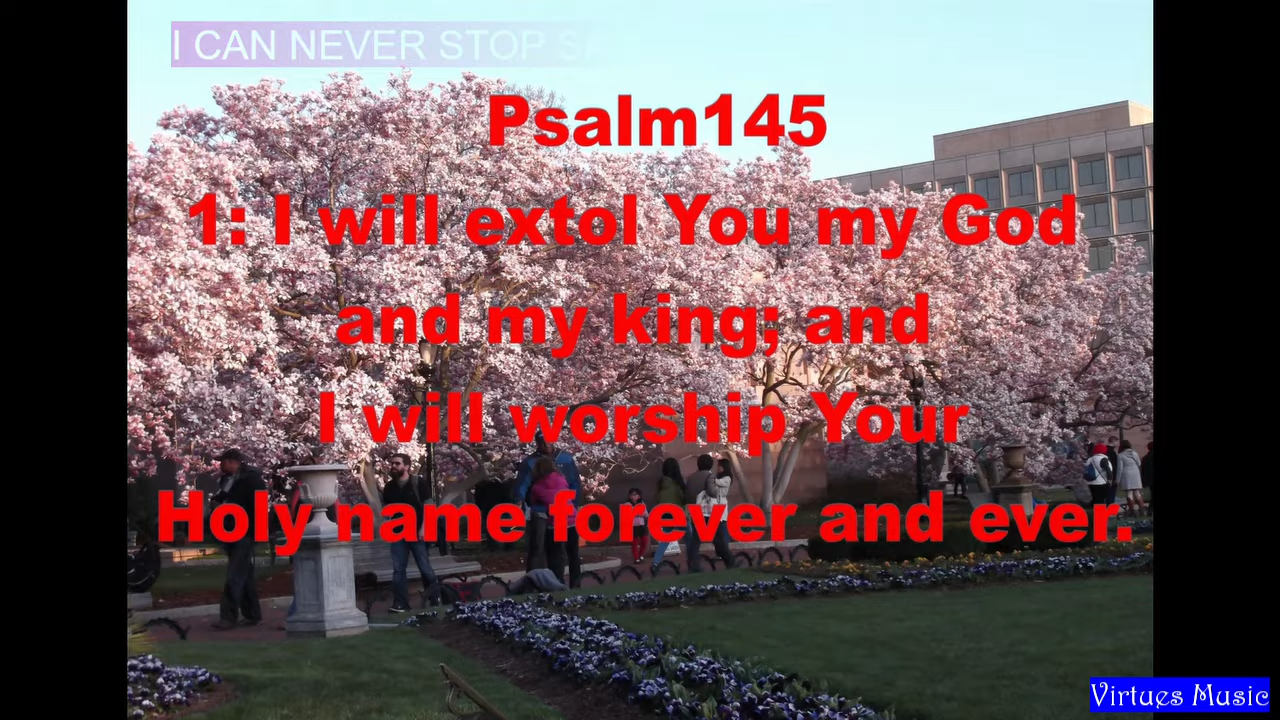 I CAN NEVER STOP SA
Psalm145
1: I will extol You my God
and my king; and
I will worship Your
Holy name forever and ever.
Virtues Music